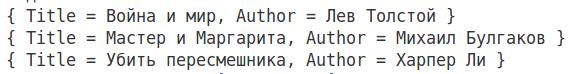 { Title = Война и мир, Author = Лев Толстой }
{ Title = Мастер и Маргарита, Author = Михаил Булгаков }
{ Title = Убить пересмешника, Author = Харпер Ли }